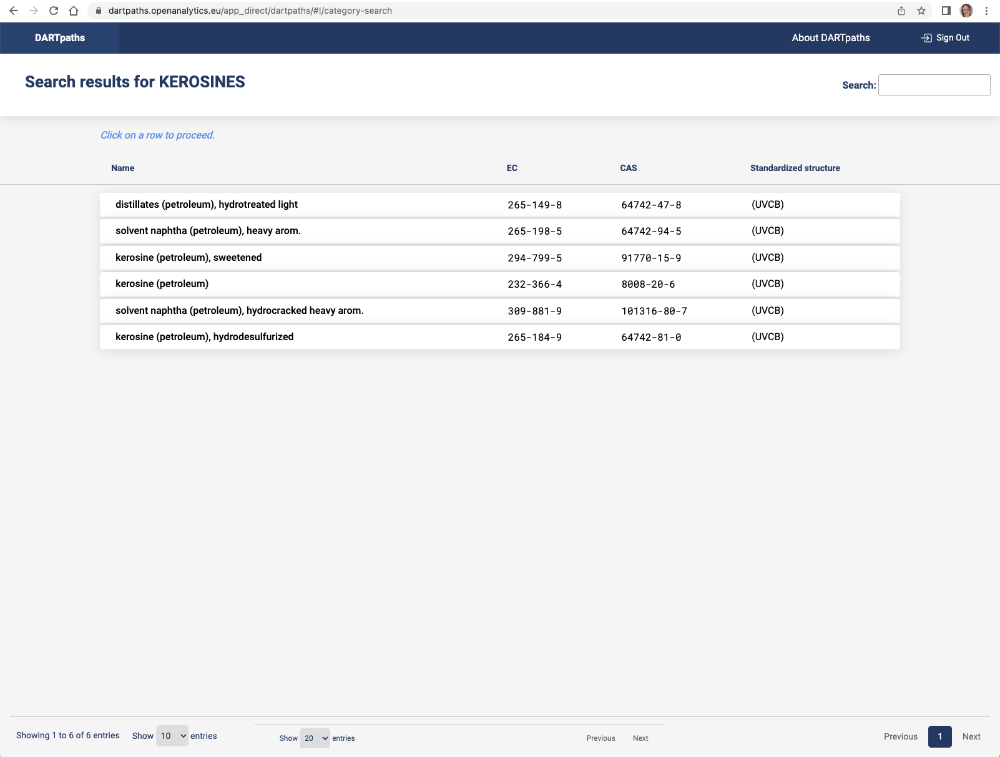 dartpaths.openanalytics.eu/app_direct/dartpaths/#!/category-search
DARTpaths About DARTpaths Sign Out
Search results for KEROSINES Search:
Click on a row to proceed.
Name EC CAS Standardized structure
distillates (petroleum), hydrotreated light 265-149-8 64742-47-8 (UVCB)
solvent naphtha (petroleum), heavy arom. 265-198-5 64742-94-5 (UVCB)
kerosine (petroleum), sweetened 294-799-5 91770-15-9 (UVCB)
kerosine (petroleum) 232-366-4 8008-20-6 (UVCB)
solvent naphtha (petroleum), hydrocracked heavy arom. 309-881-9 101316-80-7 (UVCB)
kerosine (petroleum), hydrodesulfurized 265-184-9 64742-81-0 (UVCB)
Showing 1 to 6 of 6 entries Show 10 entries Show 20 entries Previous Next Previous 1 Next